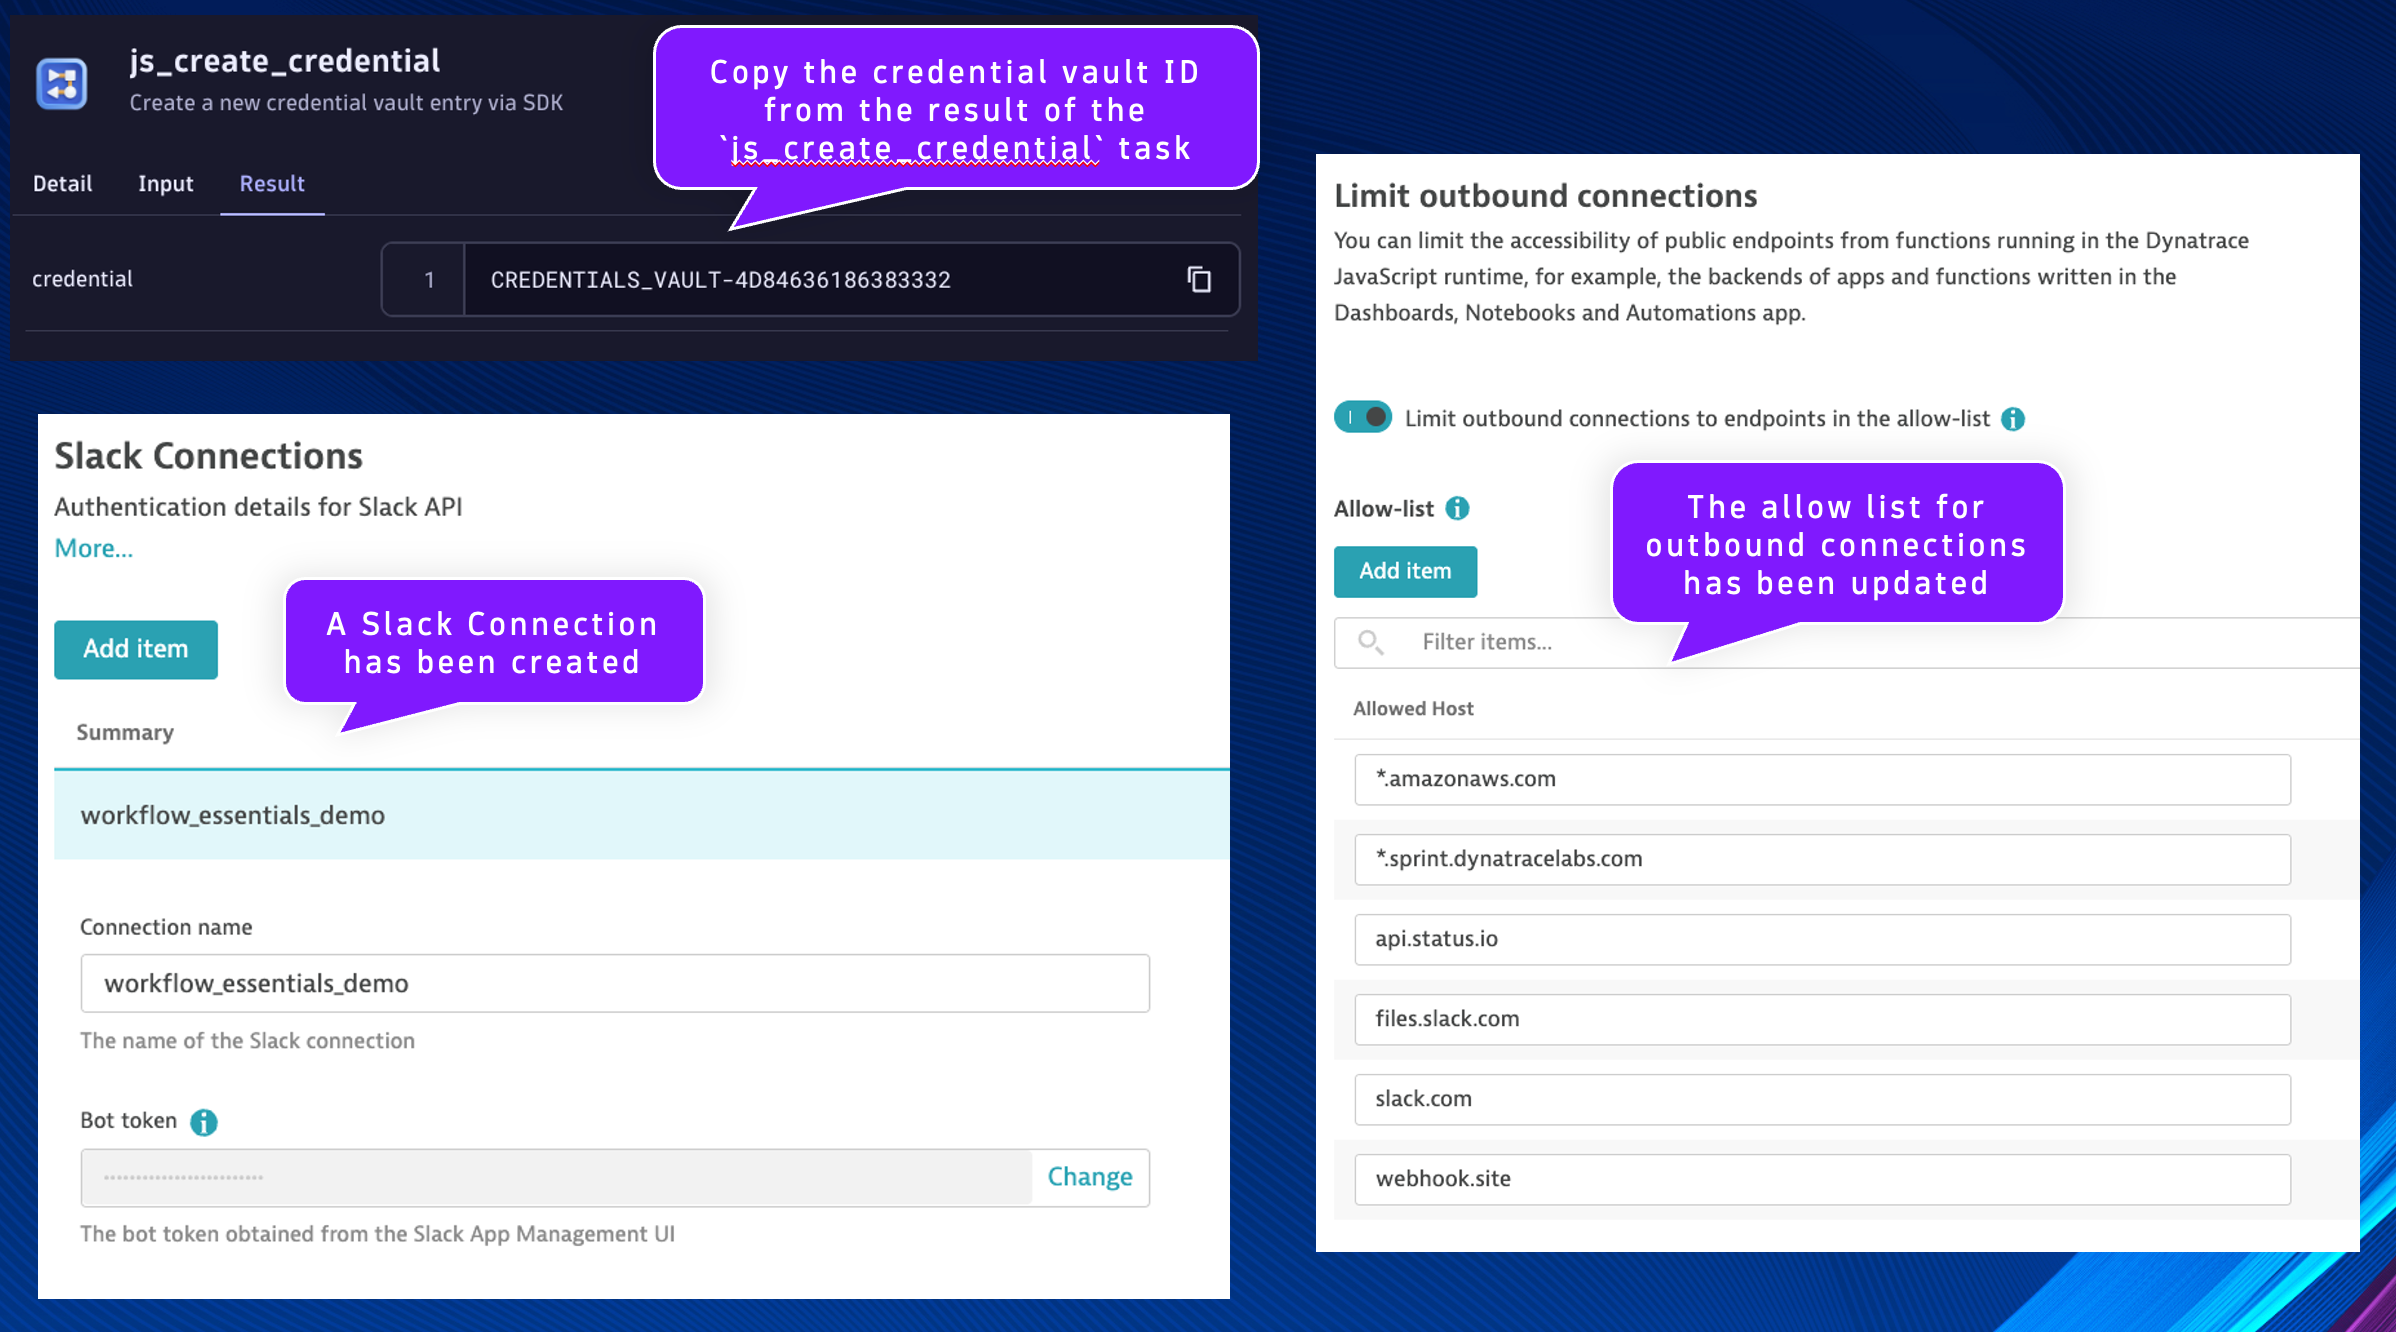 js_create_credential
Create a new credential vault entry via SDK
Copy the credential vault ID
from the result of the
`js_create_credential` task
Detail Input Result
credential
1 CREDENTIALS_VAULT-4D84636186383332
Slack Connections
Authentication details for Slack API
More...
A Slack Connection
has been created
Add item
Summary
workflow_essentials_demo
Connection name
workflow_essentials_demo
The name of the Slack connection
Bot token
Change
The bot token obtained from the Slack App Management UI
Limit outbound connections
You can limit the accessibility of public endpoints from functions running in the Dynatrace
JavaScript runtime, for example, the backends of apps and functions written in the
Dashboards, Notebooks and Automations app.
Limit outbound connections to endpoints in the allow-list
Allow-list
The allow list for
outbound connections
has been updated
Add item
Filter items...
Allowed Host
*.amazonaws.com
*.sprint.dynatracelabs.com
api.status.io
files.slack.com
slack.com
webhook.site